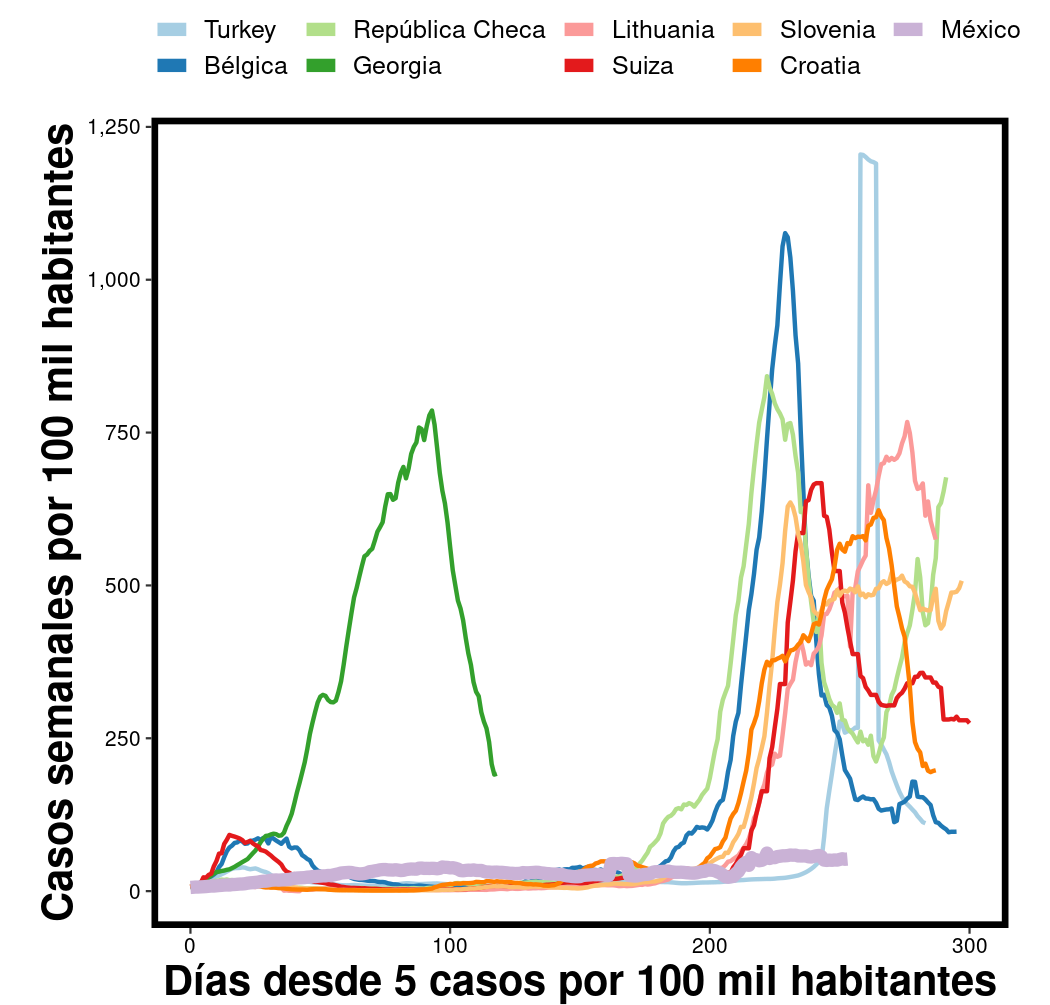 Turkey República Checa Lithuania Slovenia México
Bélgica Georgia Suiza Croatia
Casos semanales por 100 mil habitantes
1,250
1,000
750
500
250
0
0 100 200 300
Días desde 5 casos por 100 mil habitantes